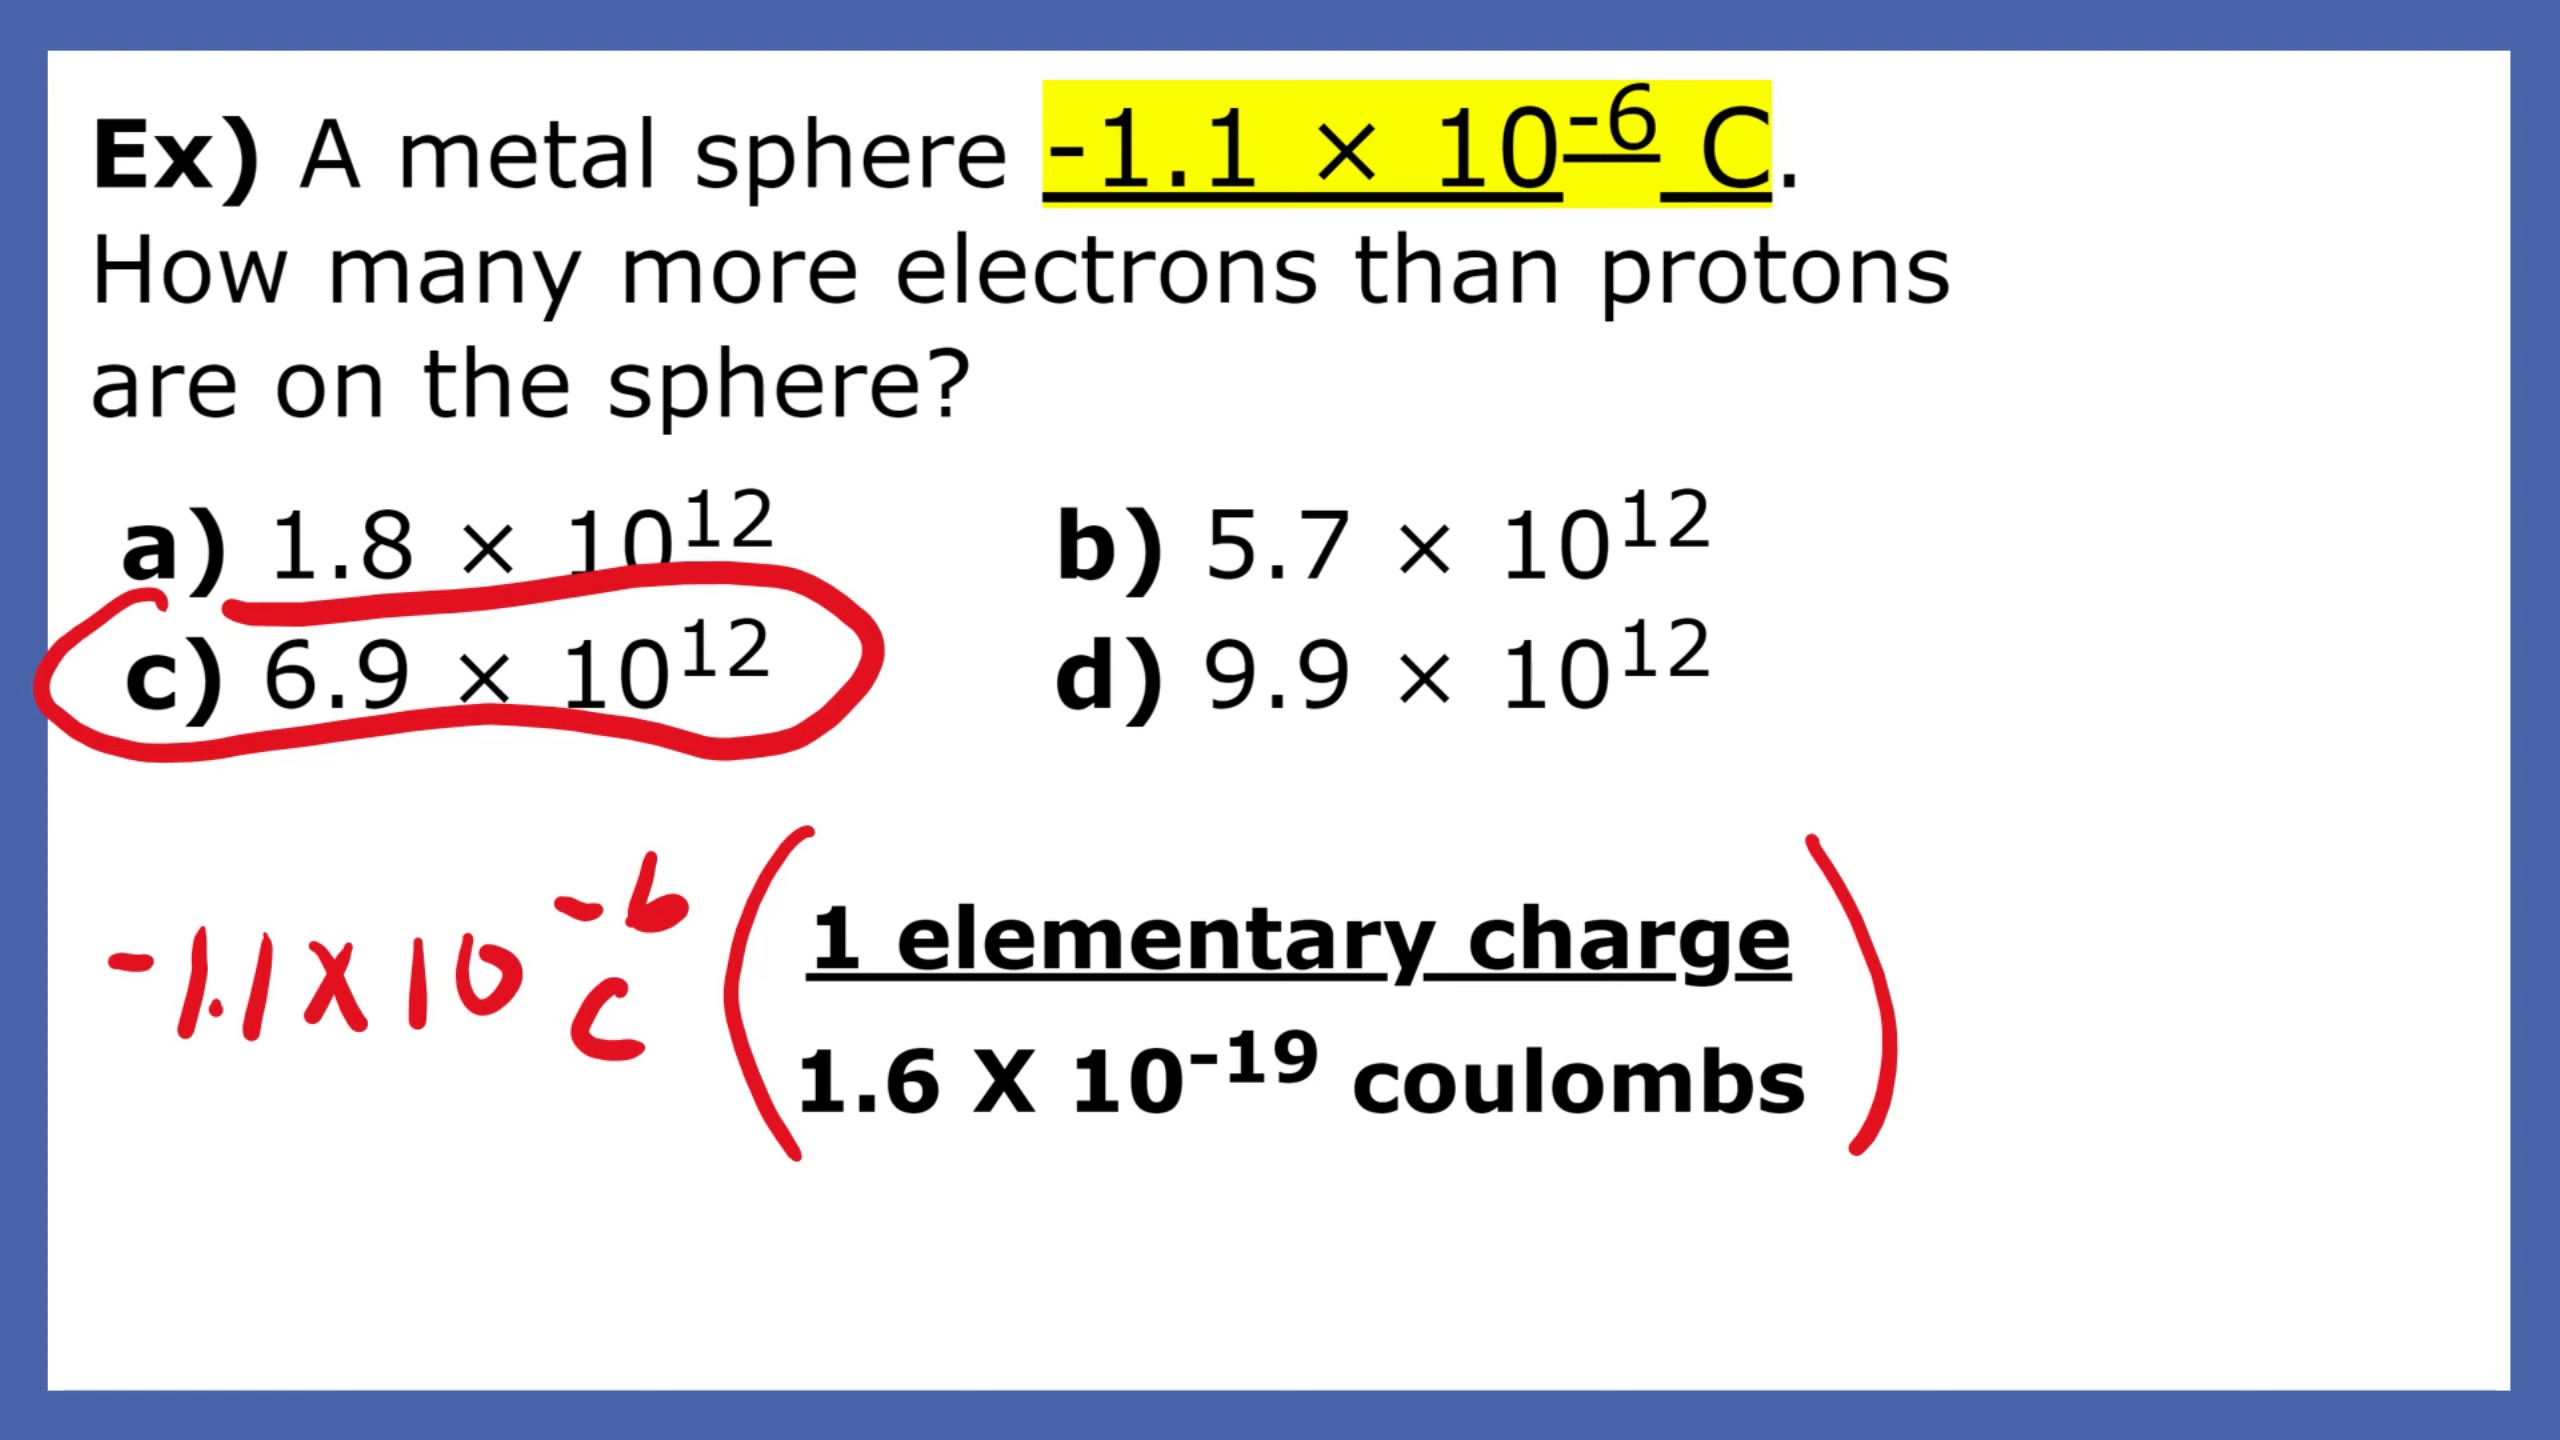 Ex) A metal sphere -1.1 × 10⁻⁶ C.
How many more electrons than protons
are on the sphere?
a) 1.8 × 10¹² b) 5.7 × 10¹²
c) 6.9 × 10¹² d) 9.9 × 10¹²
-1.1 x 10⁻⁶ C ( 1 elementary charge
1.6 X 10⁻¹⁹ coulombs )